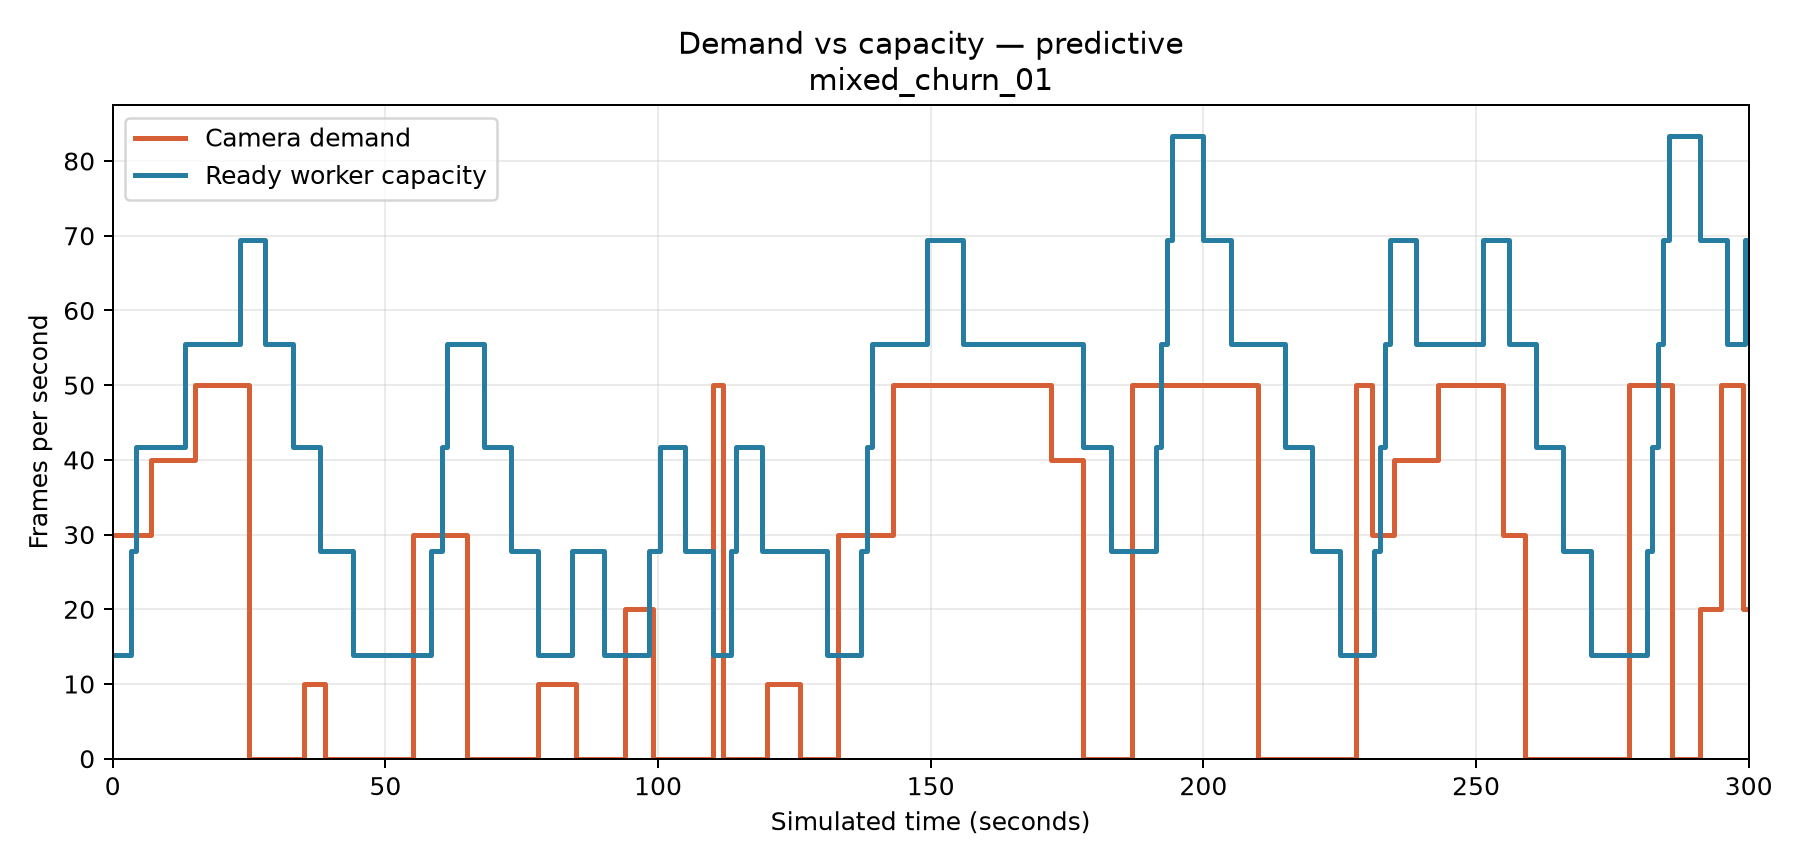 Demand vs capacity — predictive
mixed_churn_01
Camera demand
Ready worker capacity
Frames per second
80
70
60
50
40
30
20
10
0
0 50 100 150 200 250 300
Simulated time (seconds)